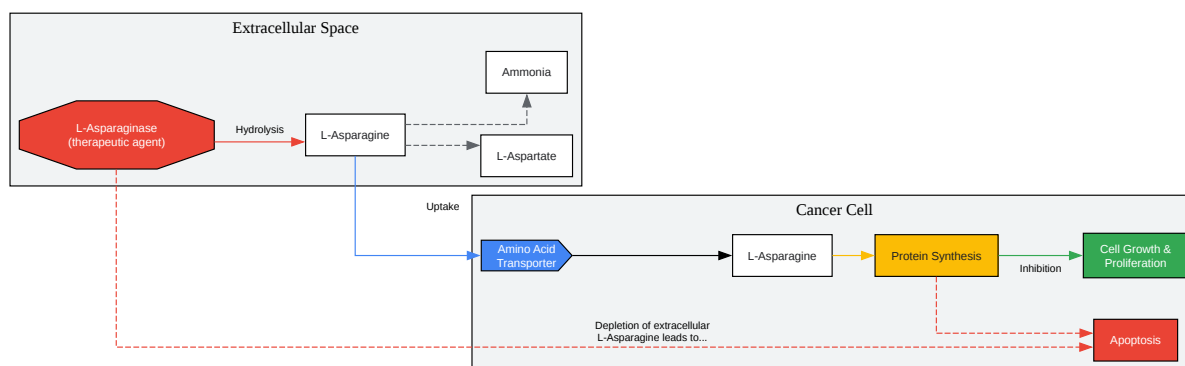 Extracellular Space
Ammonia
L-Asparaginase
(therapeutic agent)
Hydrolysis
L-Asparagine
L-Aspartate
Uptake
Cancer Cell
Amino Acid
Transporter
L-Asparagine
Protein Synthesis
Inhibition
Cell Growth &
Proliferation
Depletion of extracellular
L-Asparagine leads to...
Apoptosis